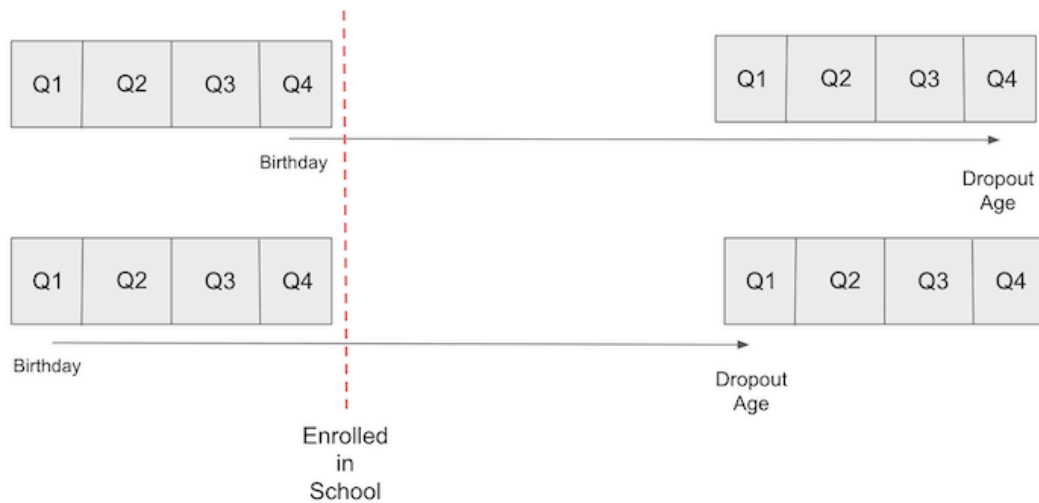 Q1 Q2 Q3 Q4 Q1 Q2 Q3 Q4
Birthday
Dropout
Age
Q1 Q2 Q3 Q4 Q1 Q2 Q3 Q4
Birthday
Dropout
Age
Enrolled
in
School